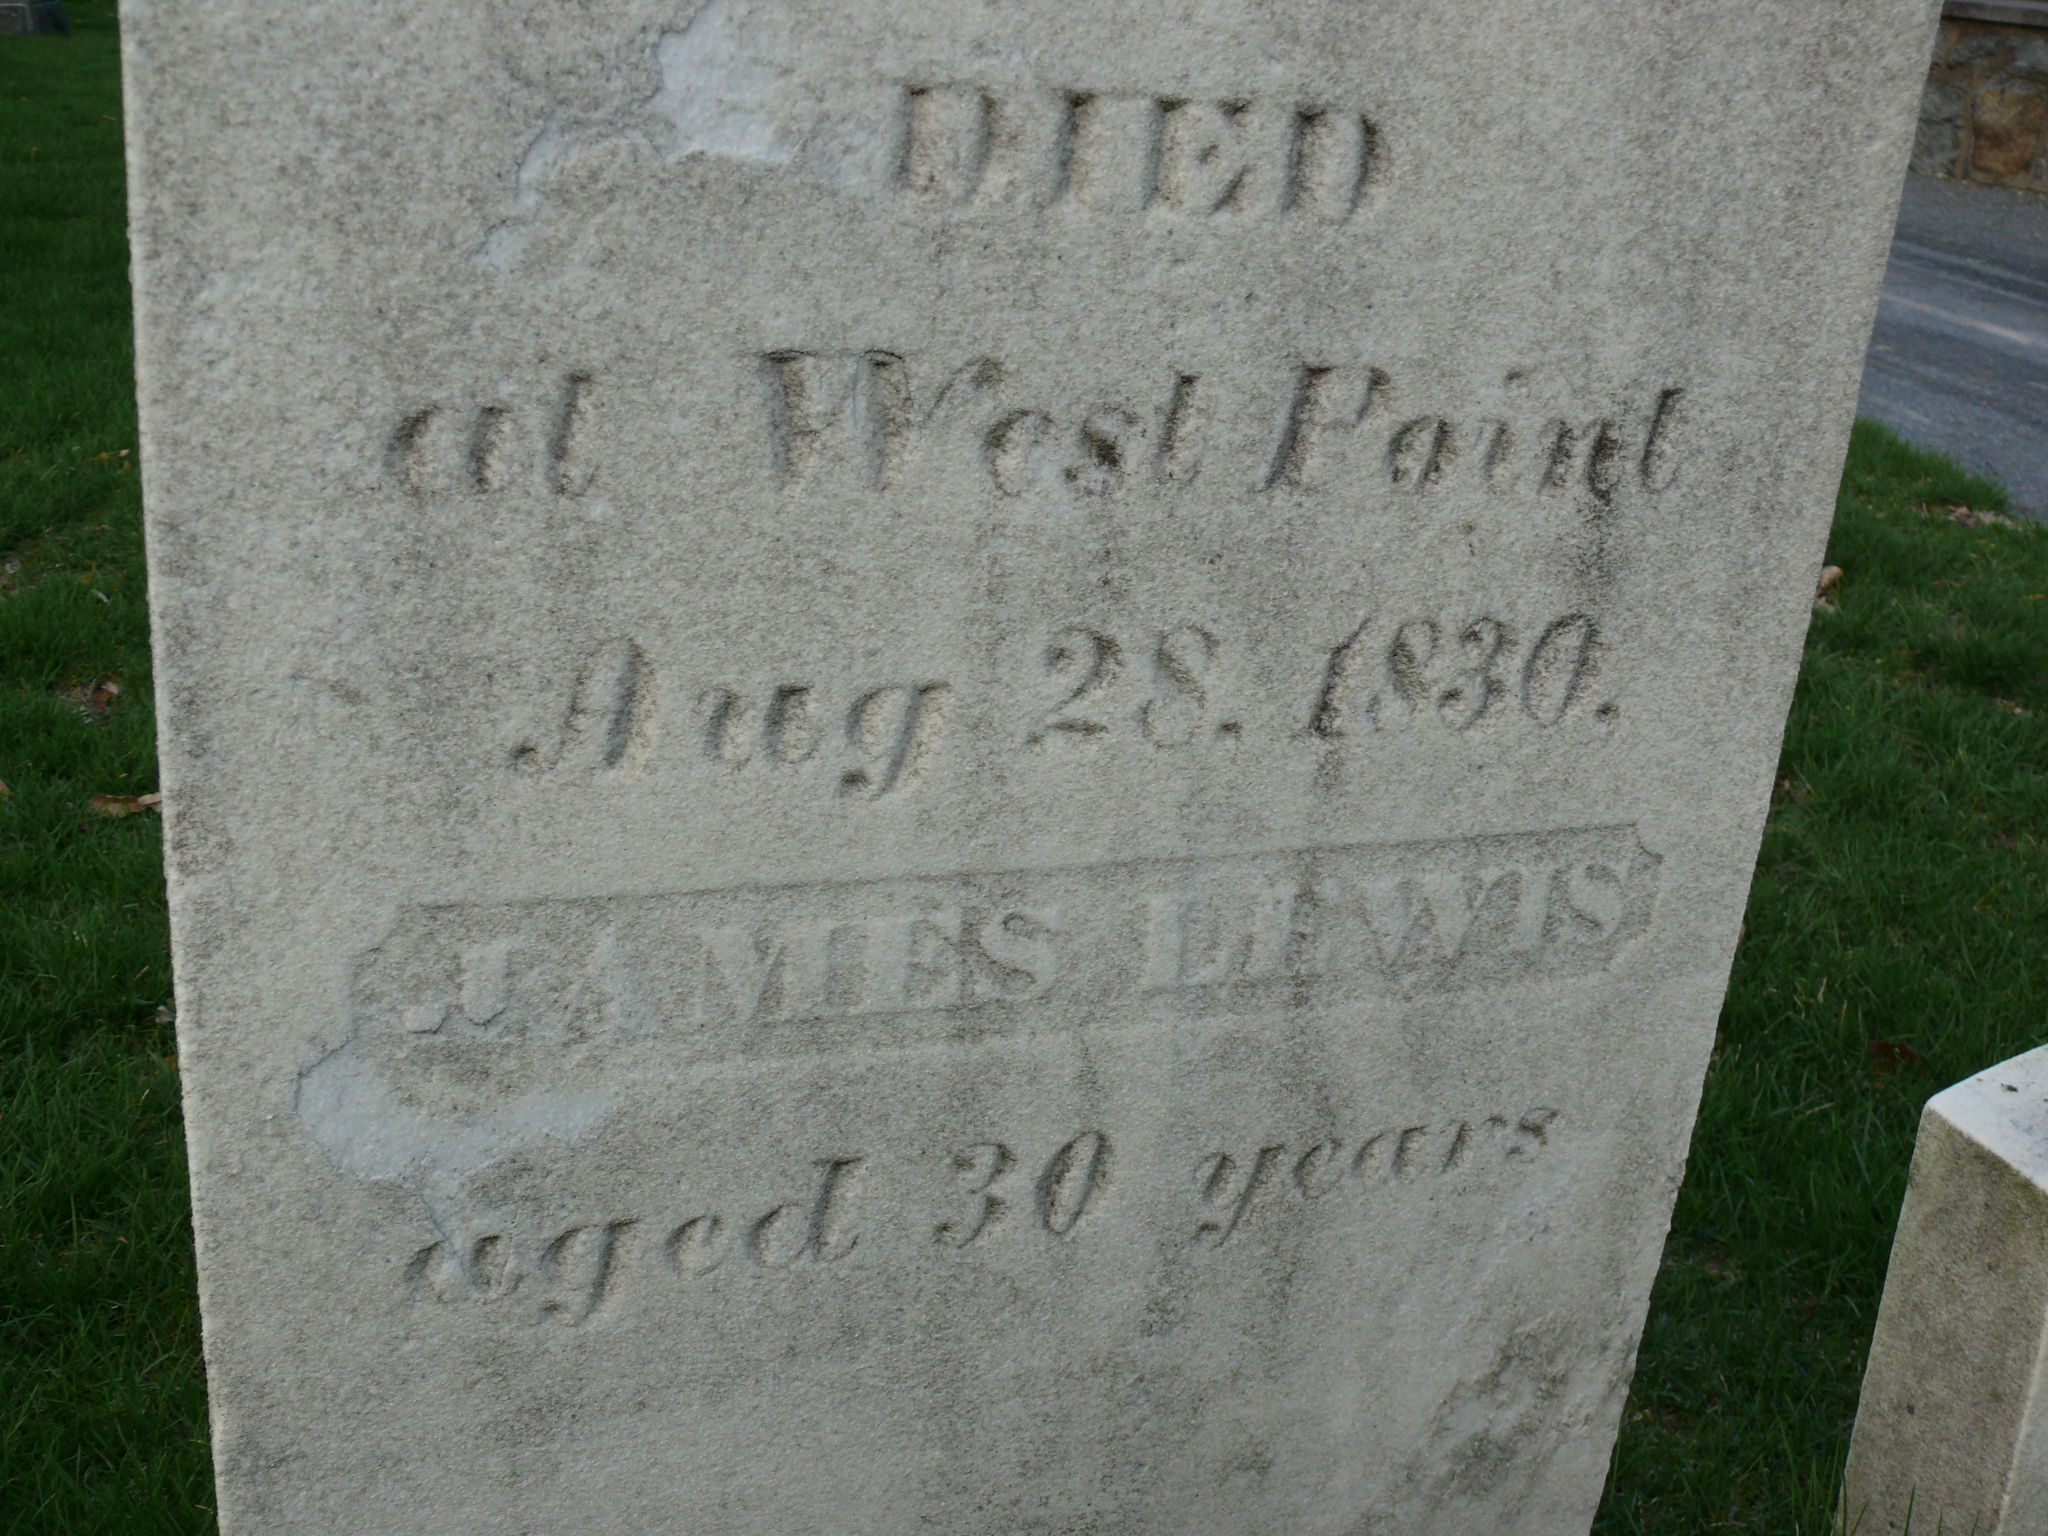 DIED
at West Point
Aug 28. 1830.
JAMES LEWIS
aged 30 years